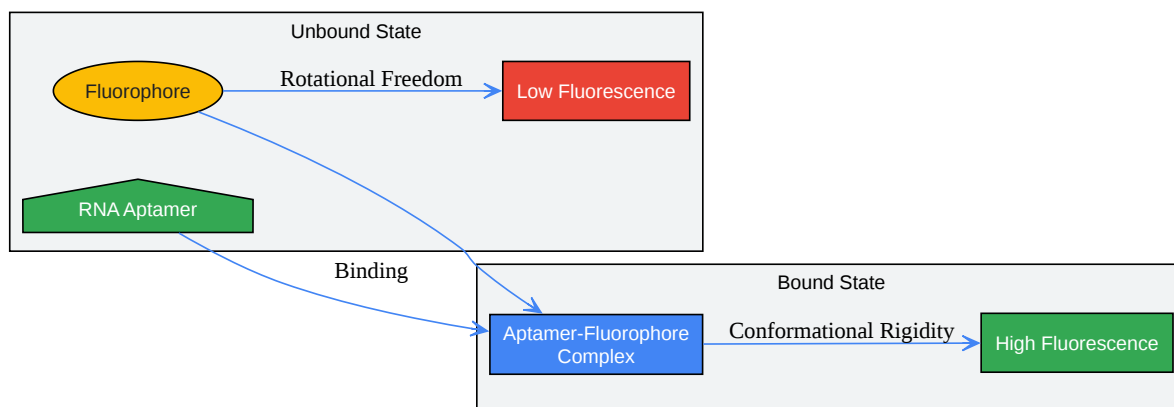 Unbound State
Fluorophore
Rotational Freedom
Low Fluorescence
RNA Aptamer
Binding
Bound State
Aptamer-Fluorophore
Complex
Conformational Rigidity
High Fluorescence